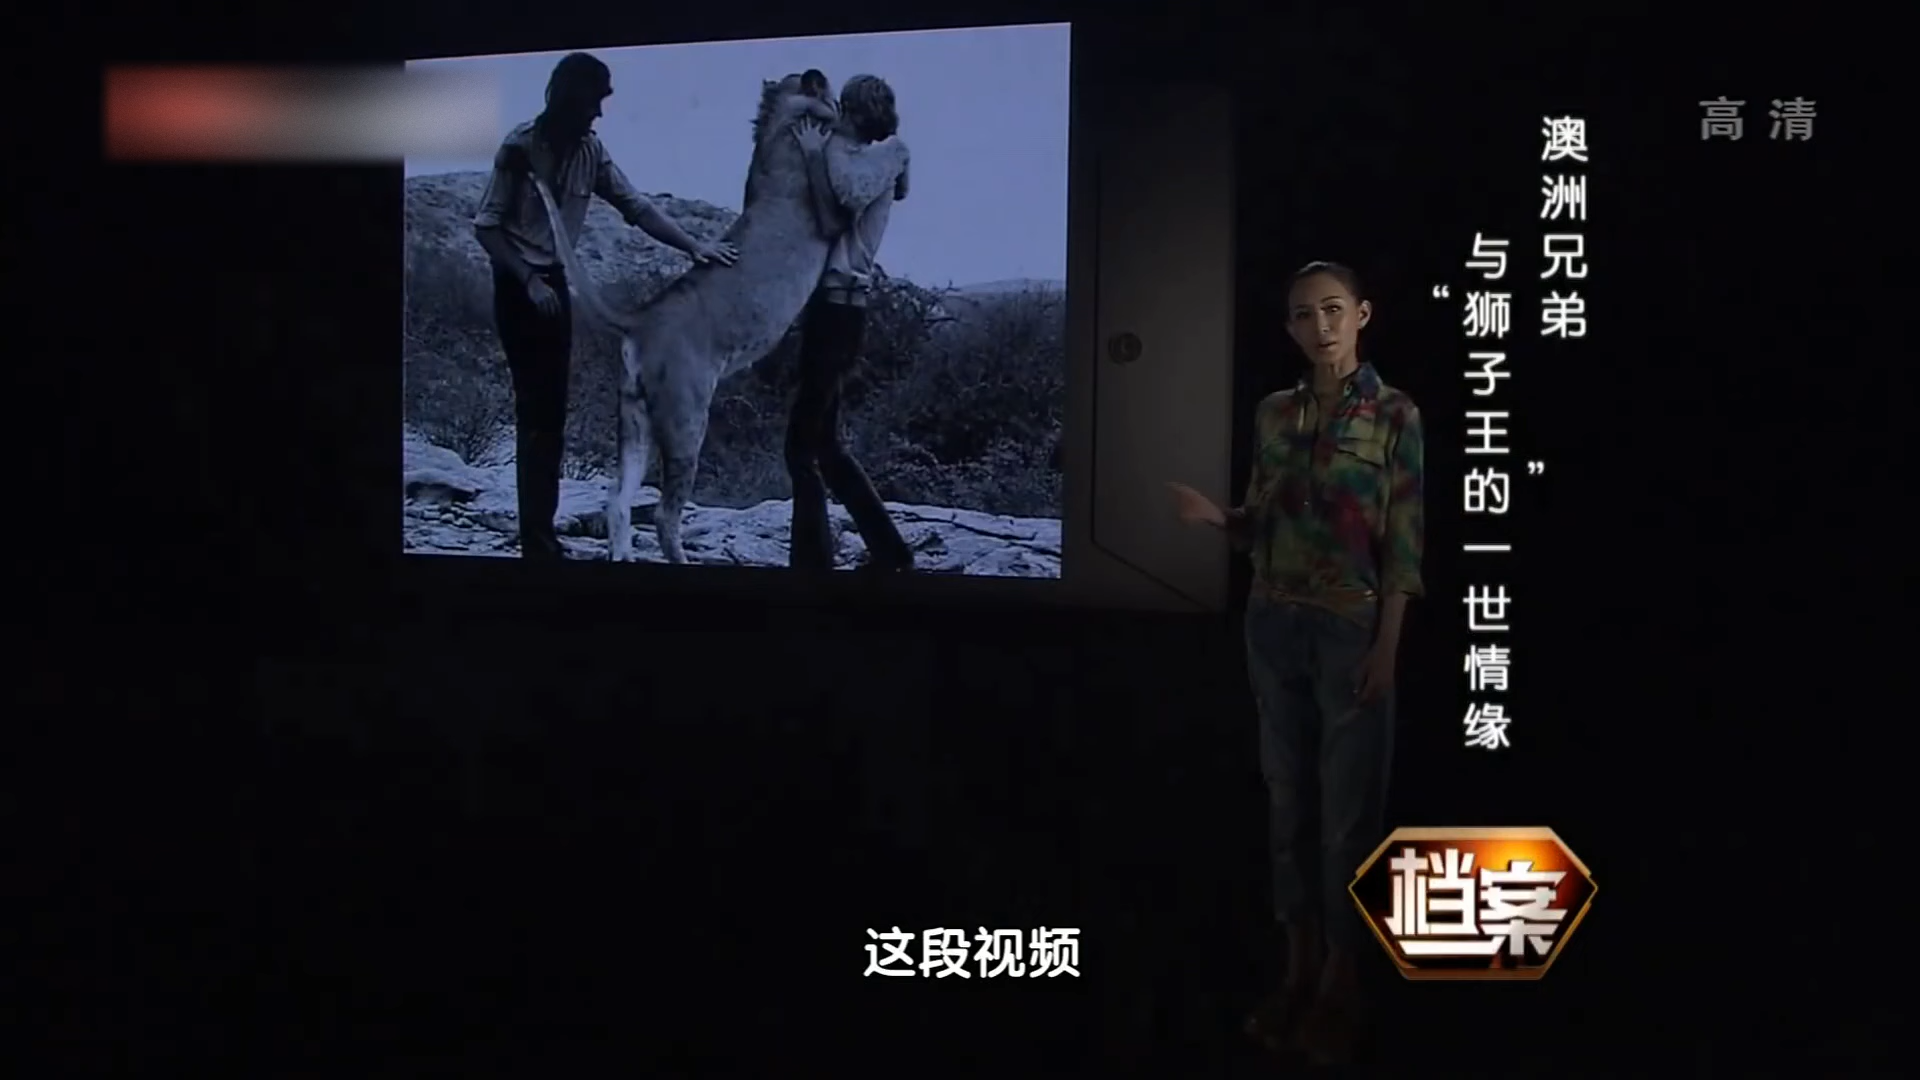 高清
澳洲兄弟
与“狮子王”的一世情缘
档案
这段视频